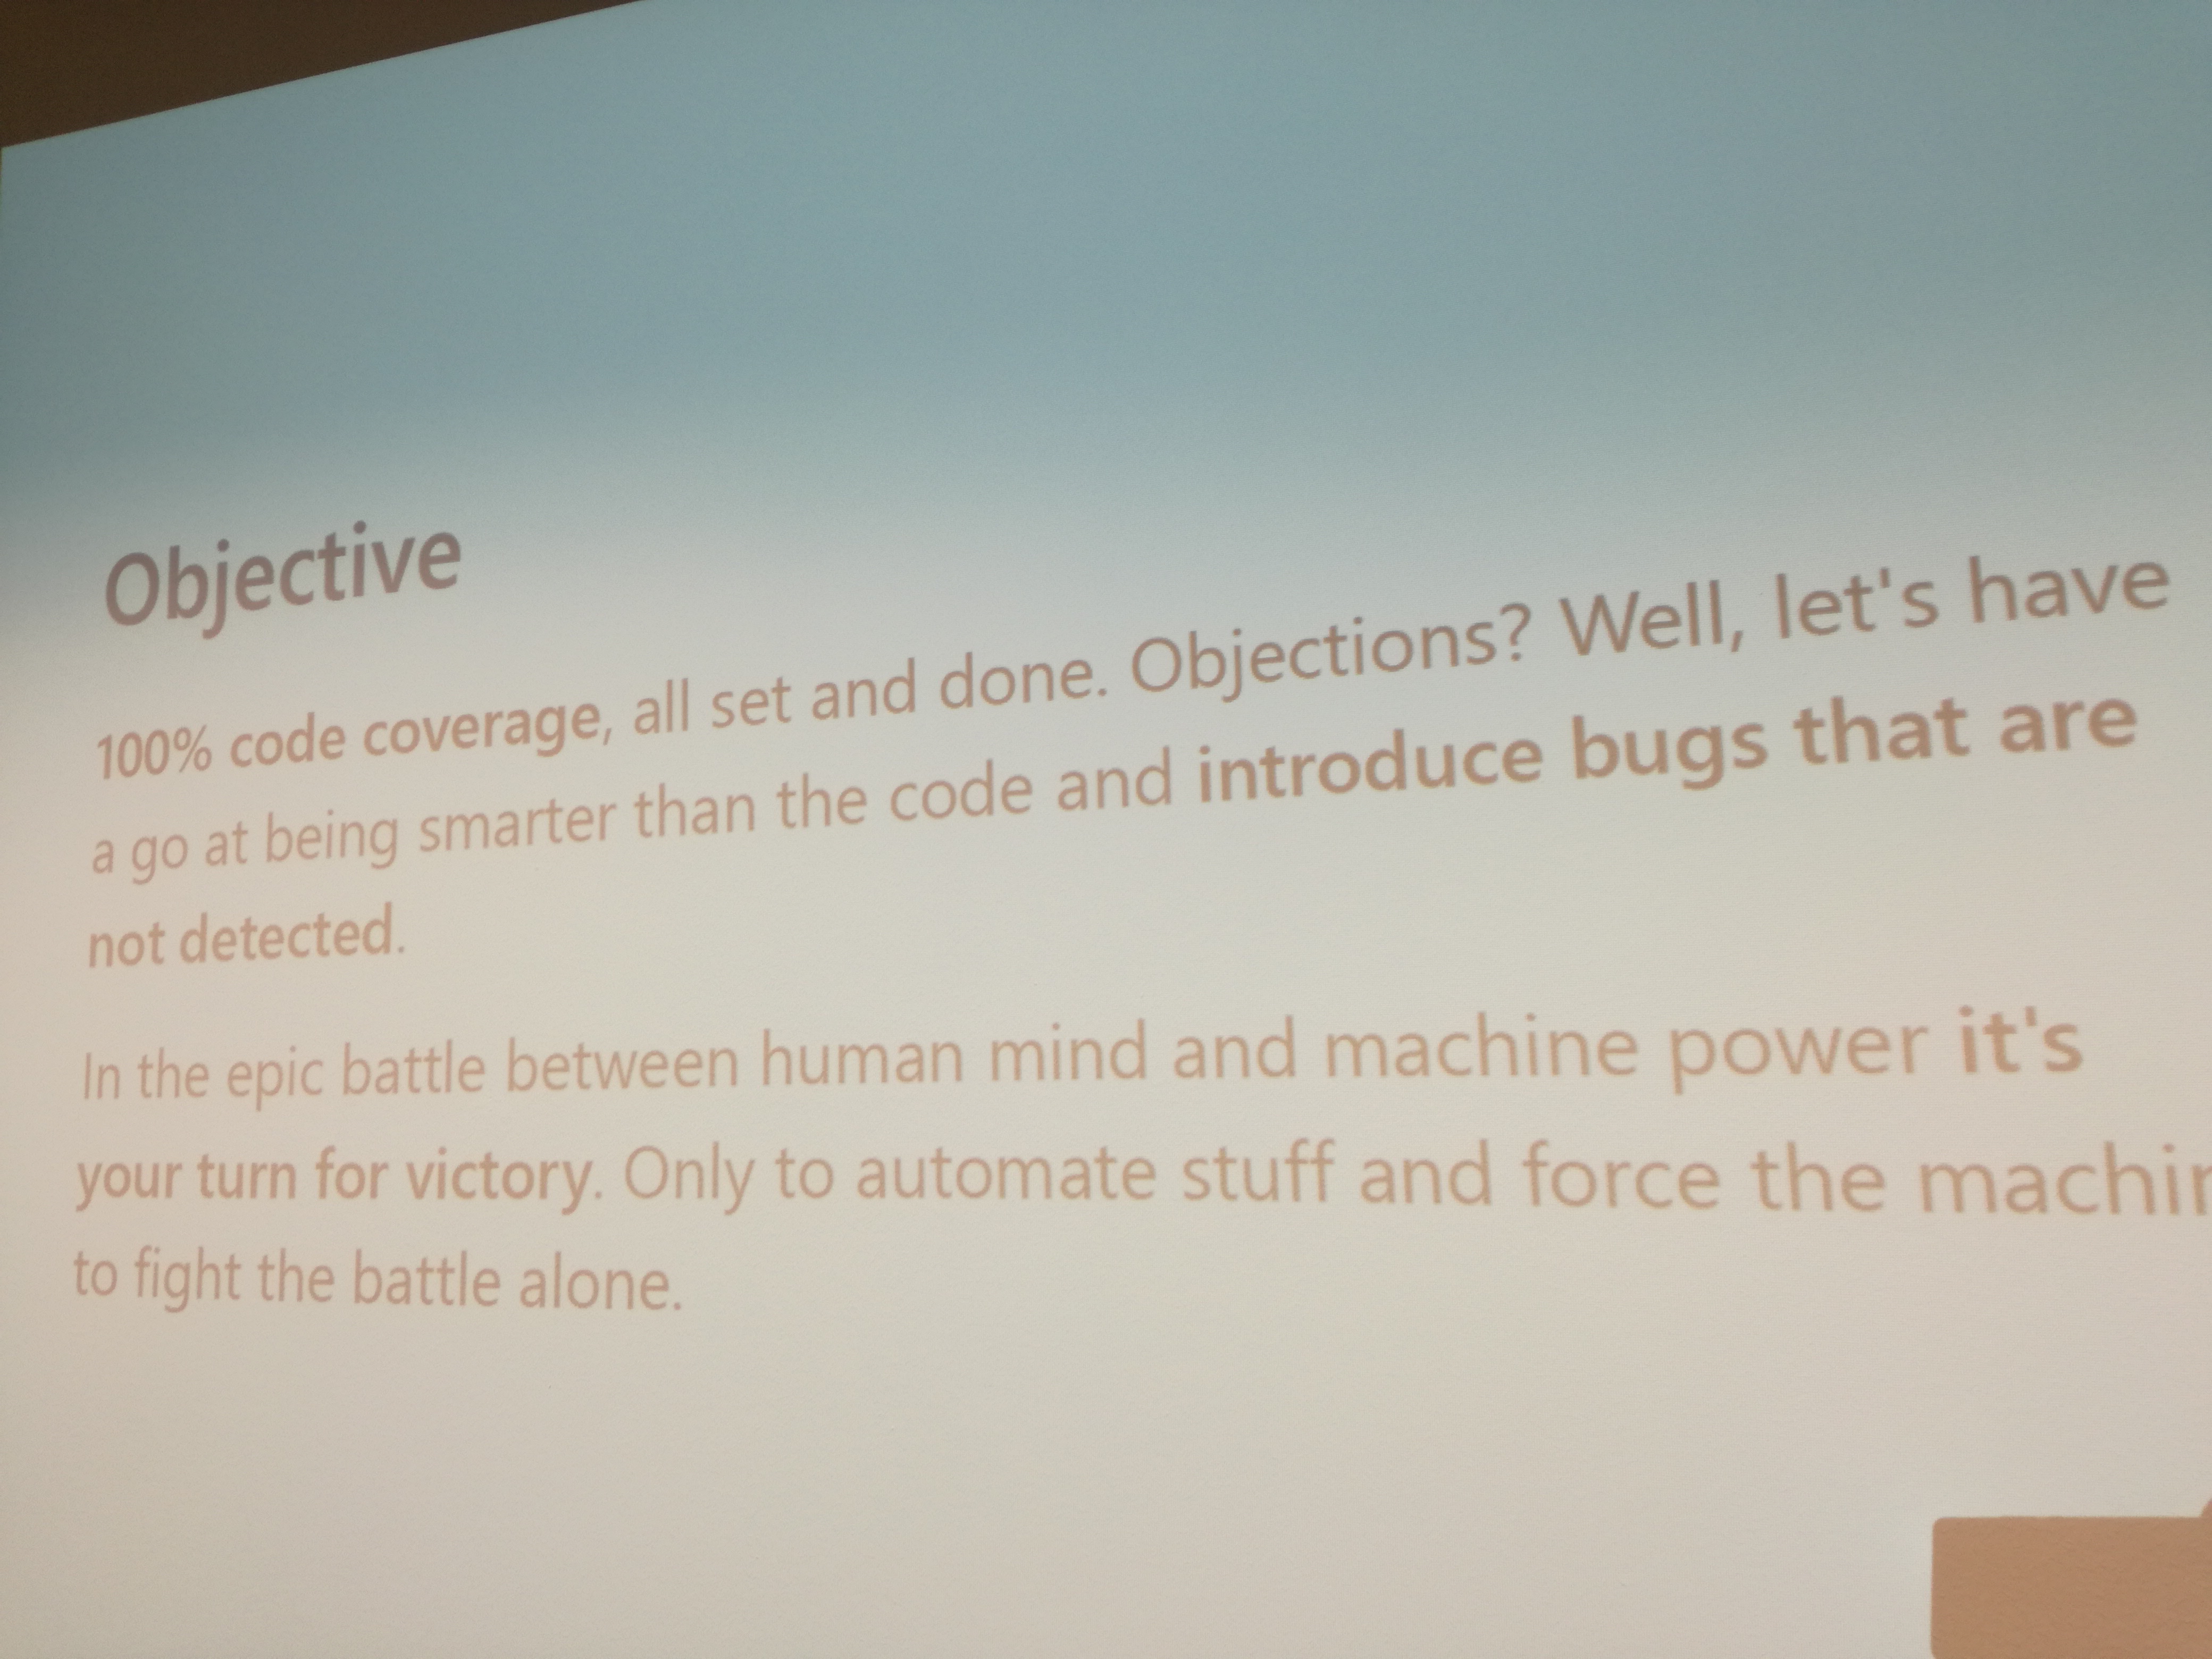 Objective
100% code coverage, all set and done. Objections? Well, let's have
a go at being smarter than the code and introduce bugs that are
not detected.
In the epic battle between human mind and machine power it's
your turn for victory. Only to automate stuff and force the
to fight the battle alone.